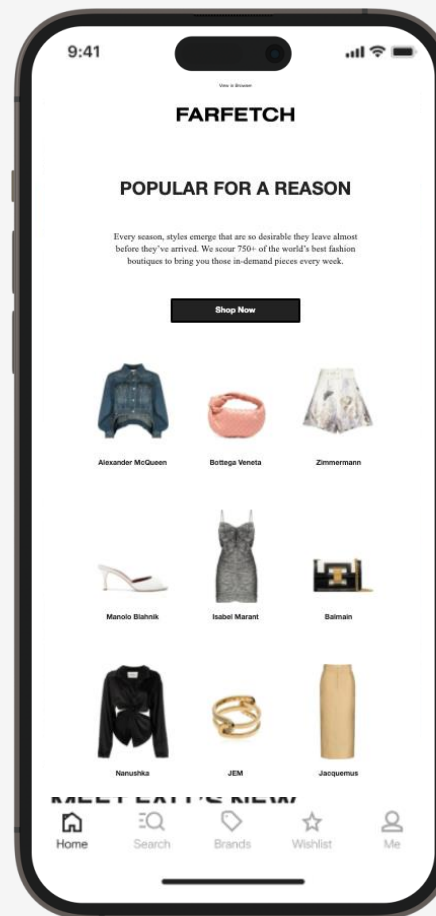 9:41
View in Browser
FARFETCH
POPULAR FOR A REASON
Every season, styles emerge that are so desirable they leave almost
before they've arrived. We scour 750+ of the world's best fashion
boutiques to bring you those in-demand pieces every week.
Shop Now
Alexander McQueen Bottega Veneta Zimmermann
Manolo Blahnik Isabel Marant Balmain
Nanushka JEM Jacquemus
MEET FALL'S NEW
Home Search Brands Wishlist Me